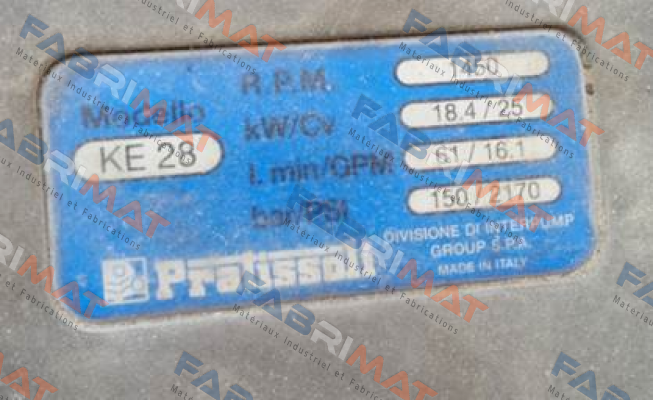 Modello
KE 28
R.P.M. 1450
kW/Cv 18.4 / 25
l. min/GPM 61 / 16.1
bar/PSI 150 / 2170
Pratissoli
DIVISIONE DI INTERPUMP
GROUP S.P.A.
MADE IN ITALY
FABRIMAT
Materiaux Industriel et Fabrications